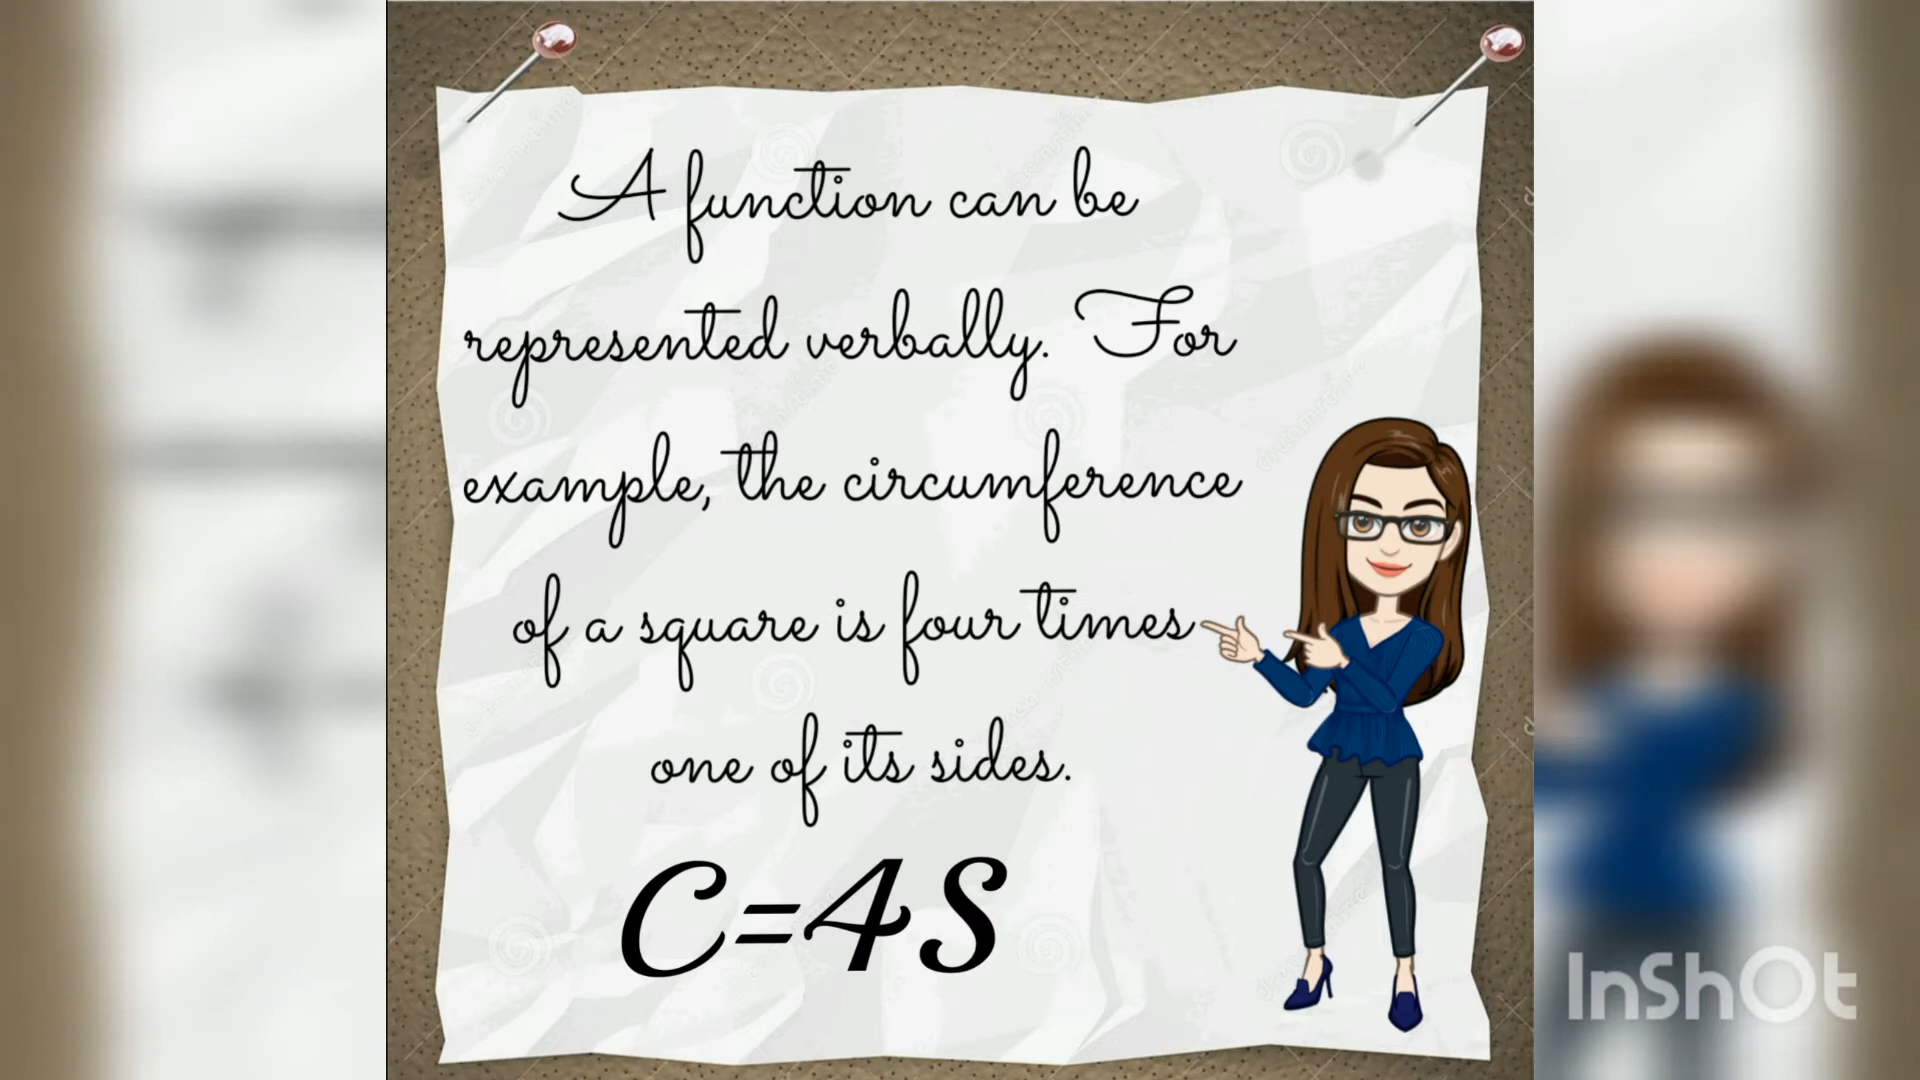 A function can be
represented verbally. For
example, the circumference
of a square is four times
one of its sides.
C=4S
InShOt